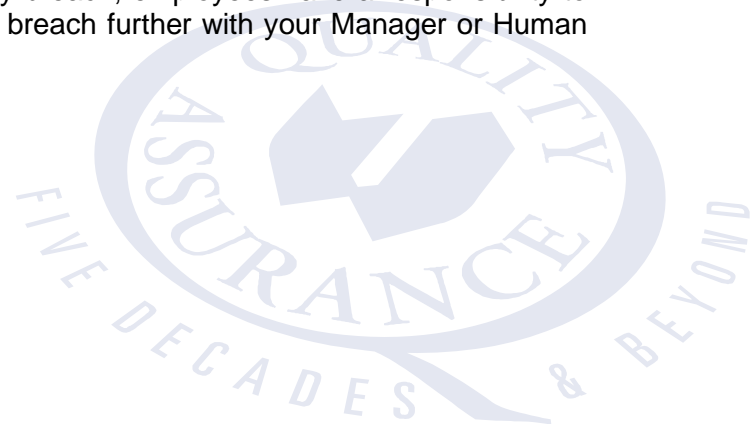 breach further with your Manager or Human
QUALITY
ASSURANCE
FIVE DECADES & BEYOND